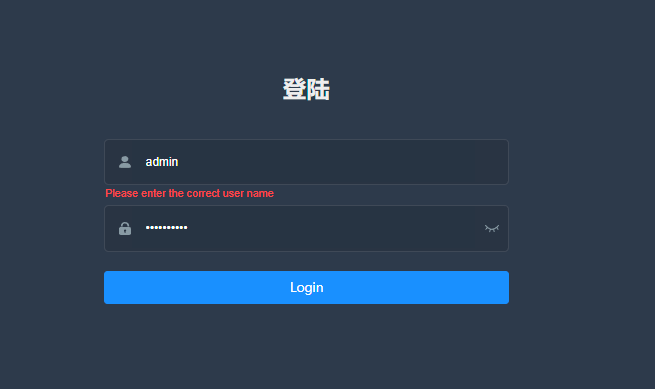 登陆
admin
Please enter the correct user name
••••••••••
Login